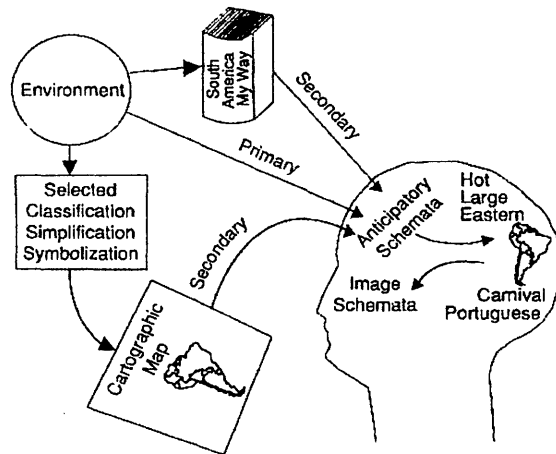 Environment
South
America
My Way
Secondary
Primary
Selected
Classification
Simplification
Symbolization
Secondary
Cartographic
Map
Anticipatory
Schemata
Hot
Large
Eastern
Image
Schemata
Carnival
Portuguese